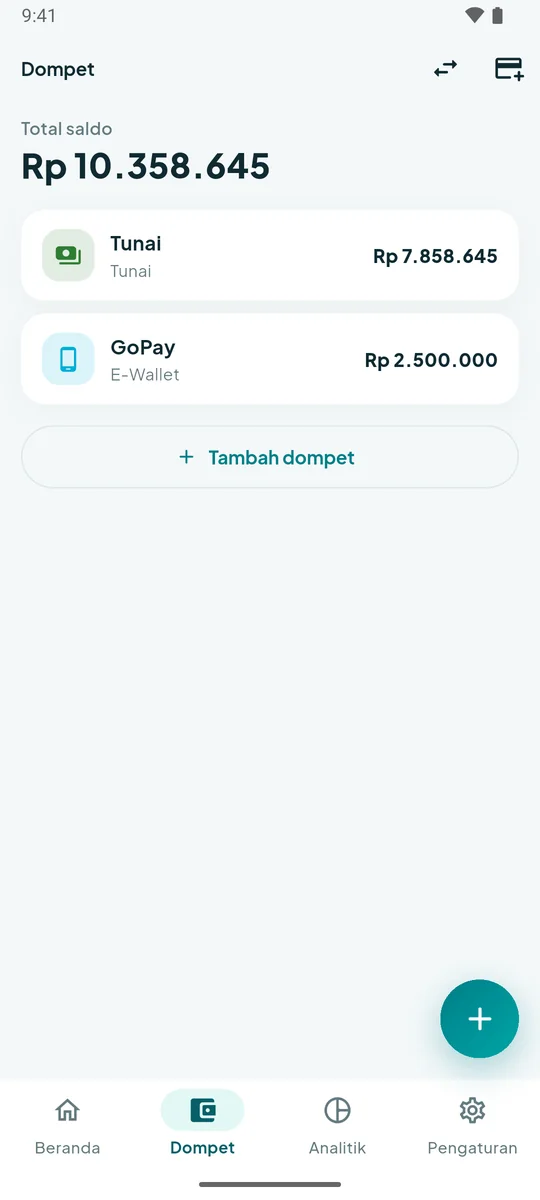 9:41
Dompet
Total saldo
Rp 10.358.645
Tunai
Tunai
Rp 7.858.645
GoPay
E-Wallet
Rp 2.500.000
Tambah dompet
Beranda
Dompet
Analitik
Pengaturan